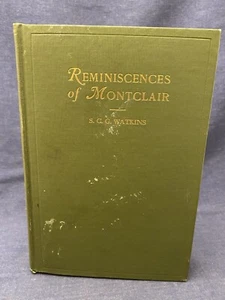 REMINISCENCES
of MONTCLAIR
S. C. G. WATKINS